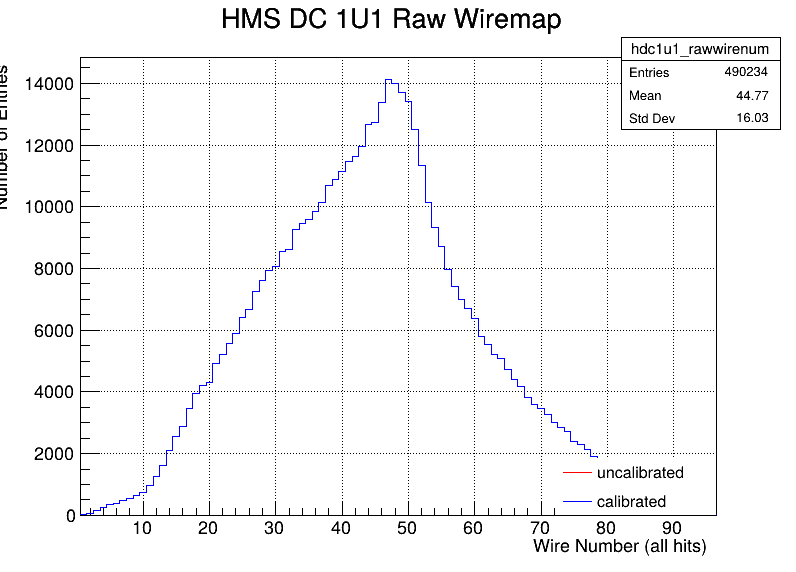 HMS DC 1U1 Raw Wiremap
hdc1u1_rawwirenum
Entries 490234
Mean 44.77
Std Dev 16.03
Number of Entries
14000
12000
10000
8000
6000
4000
2000
0
uncalibrated
calibrated
10 20 30 40 50 60 70 80 90
Wire Number (all hits)